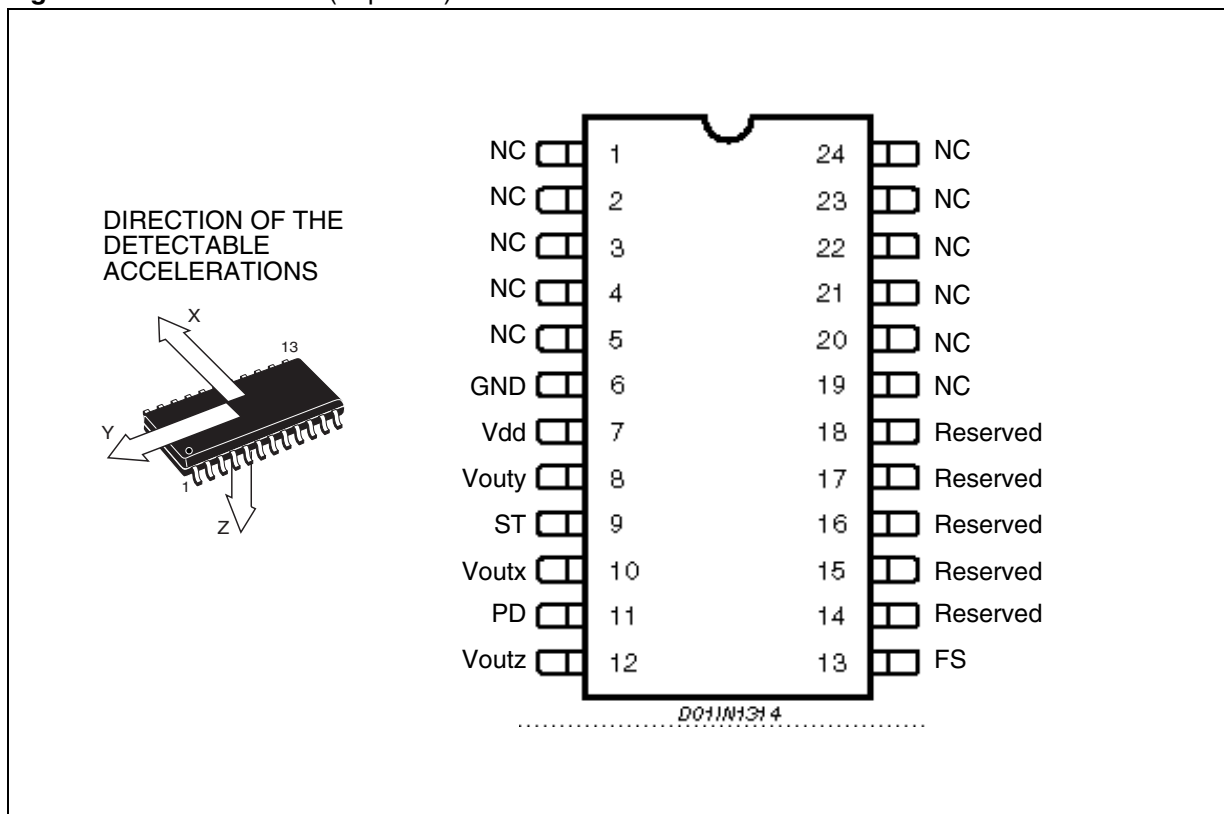 DIRECTION OF THE
DETECTABLE
ACCELERATIONS
X
13
Y
1
Z
NC 1 24 NC
NC 2 23 NC
NC 3 22 NC
NC 4 21 NC
NC 5 20 NC
GND 6 19 NC
Vdd 7 18 Reserved
Vouty 8 17 Reserved
ST 9 16 Reserved
Voutx 10 15 Reserved
PD 11 14 Reserved
Voutz 12 13 FS
D01IN1314